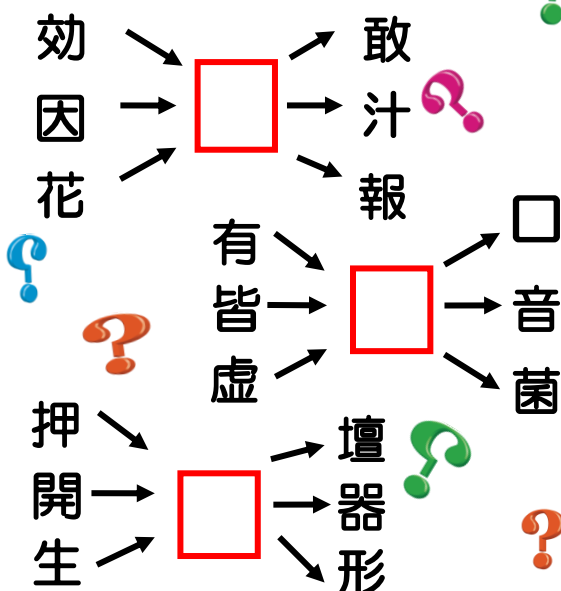 効 敢
因 汁
花 報
有 口
皆 音
虚 菌
押 壇
開 器
生 形